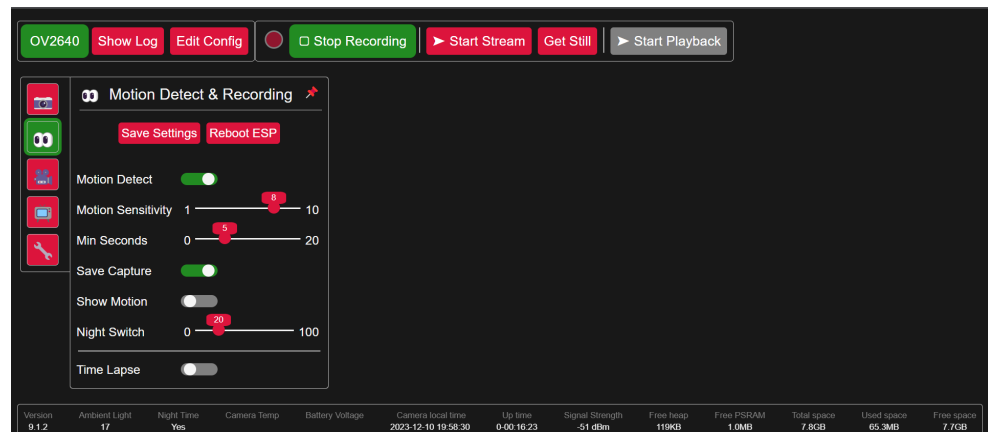 OV2640 Show Log Edit Config Stop Recording Start Stream Get Still Start Playback
Motion Detect & Recording
Save Settings Reboot ESP
Motion Detect
8
Motion Sensitivity 1 10
5
Min Seconds 0 20
Save Capture
Show Motion
20
Night Switch 0 100
Time Lapse
Version Ambient Light Night Time Camera Temp Battery Voltage Camera local time Up time Signal Strength Free heap Free PSRAM Total space Used space Free space
9.1.2 17 Yes 2023-12-10 19:58:30 0-00:16:23 -51 dBm 119KB 1.0MB 7.8GB 65.3MB 7.7GB